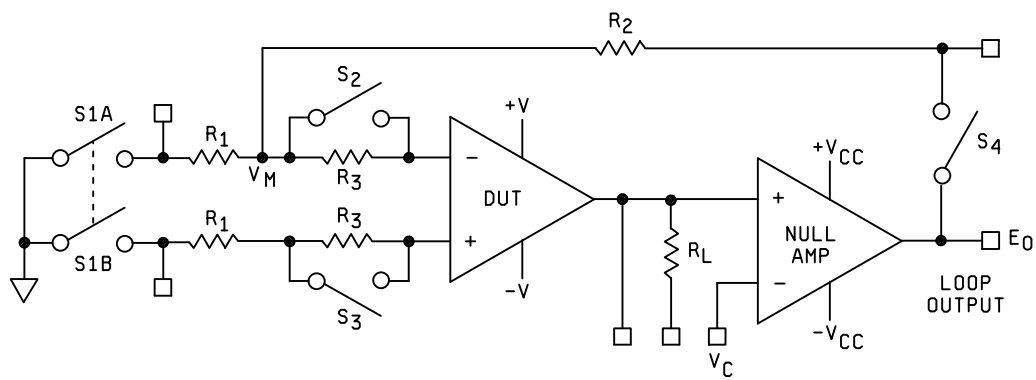 R2
S2
+V
S1A
R1
S4
+VCC
VM
R3
−
DUT
+
R1
R3
+
NULL
AMP
EO
S1B
RL
−
S3
−V
LOOP
OUTPUT
−VCC
VC